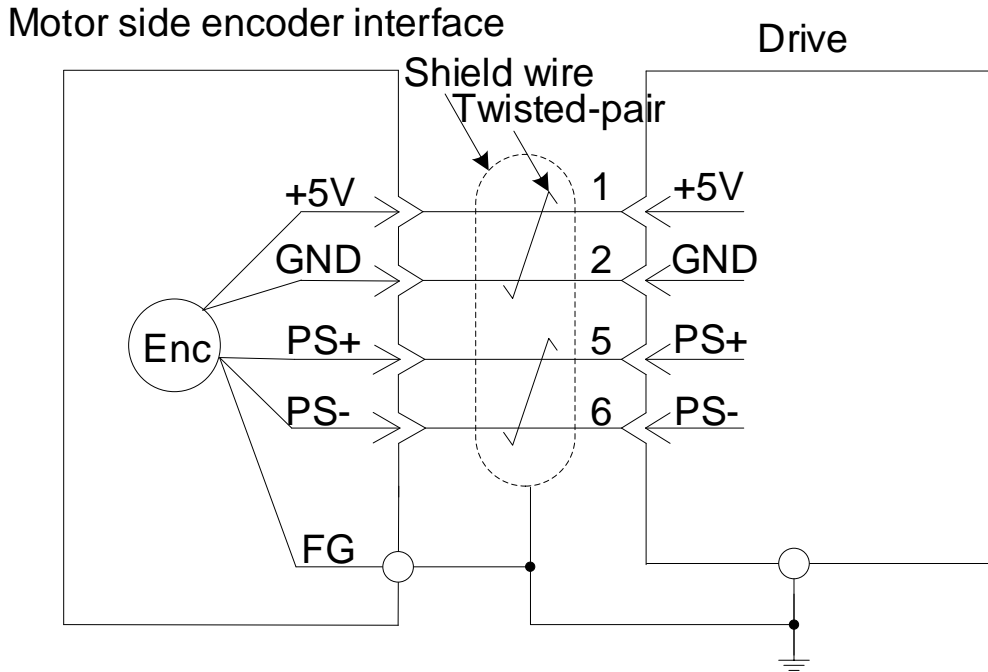 Motor side encoder interface
Drive
Shield wire
Twisted-pair
+5V
1
+5V
GND
2
GND
Enc
PS+
5
PS+
PS-
6
PS-
FG